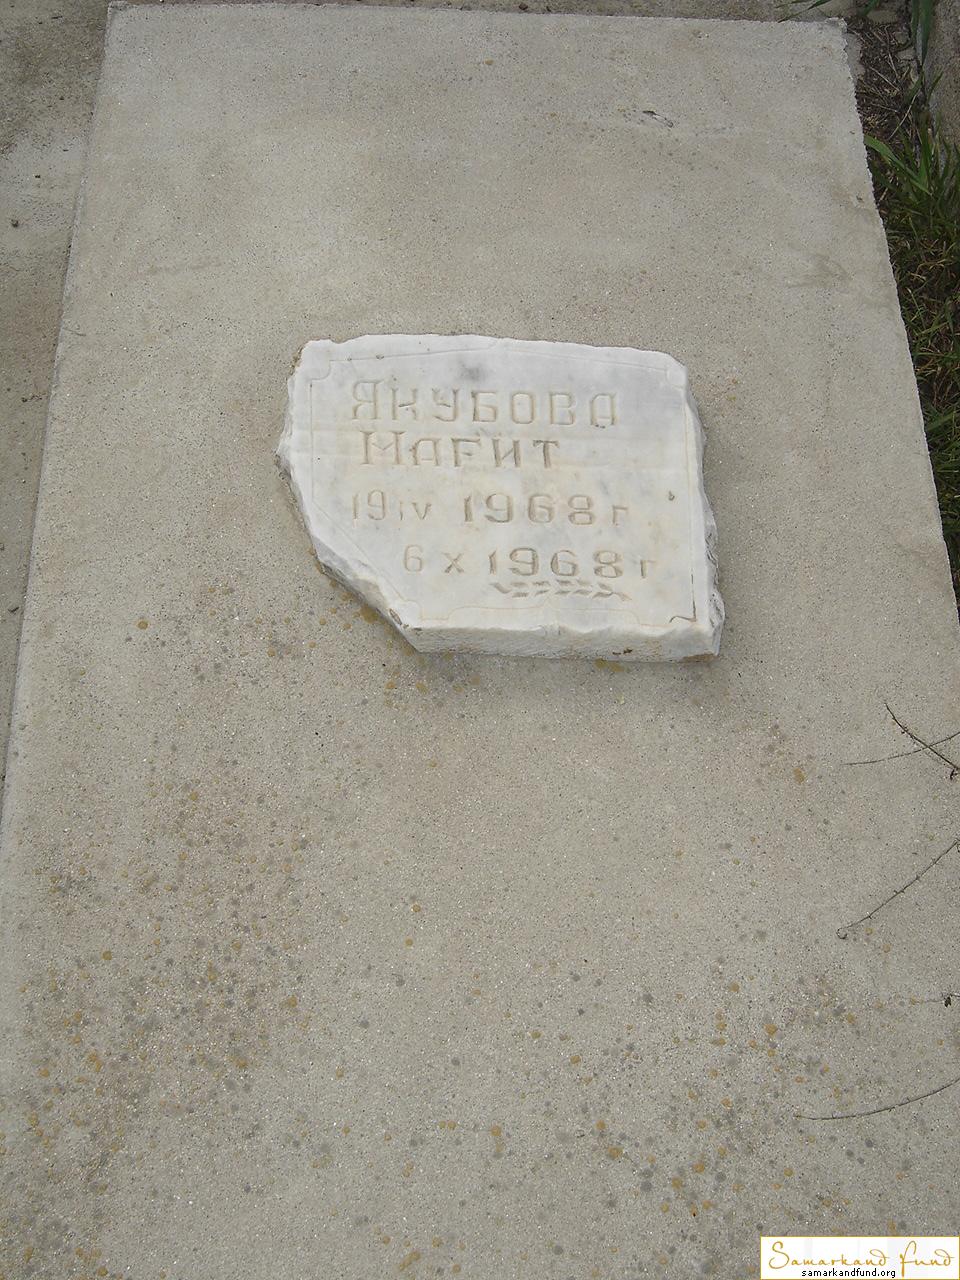 ЯКУБОВА
МАГИТ
19 IV 1968 г
6 X 1968 г
Samarkand fund
samarkandfund.org